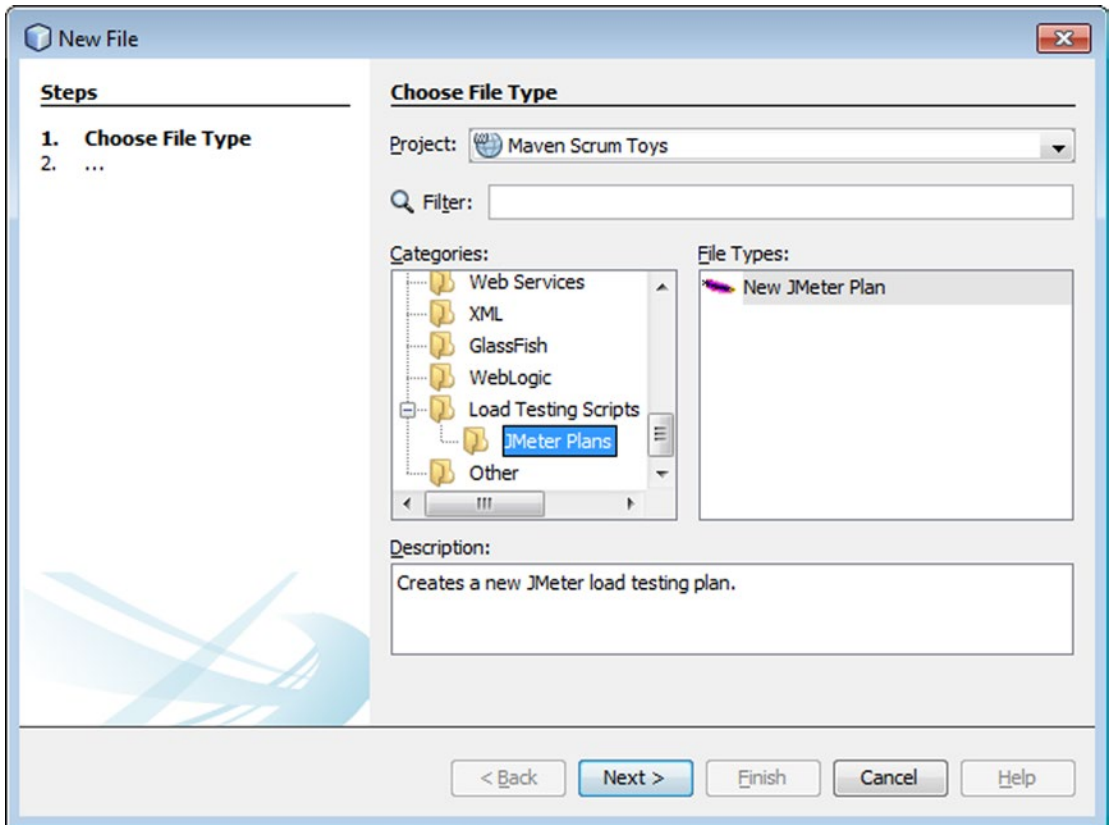 New File
Steps
1. Choose File Type
2. ...
Choose File Type
Project: Maven Scrum Toys
Filter:
Categories:
Web Services
XML
GlassFish
WebLogic
Load Testing Scripts
JMeter Plans
Other
File Types:
New JMeter Plan
Description:
Creates a new JMeter load testing plan.
< Back Next > Finish Cancel Help